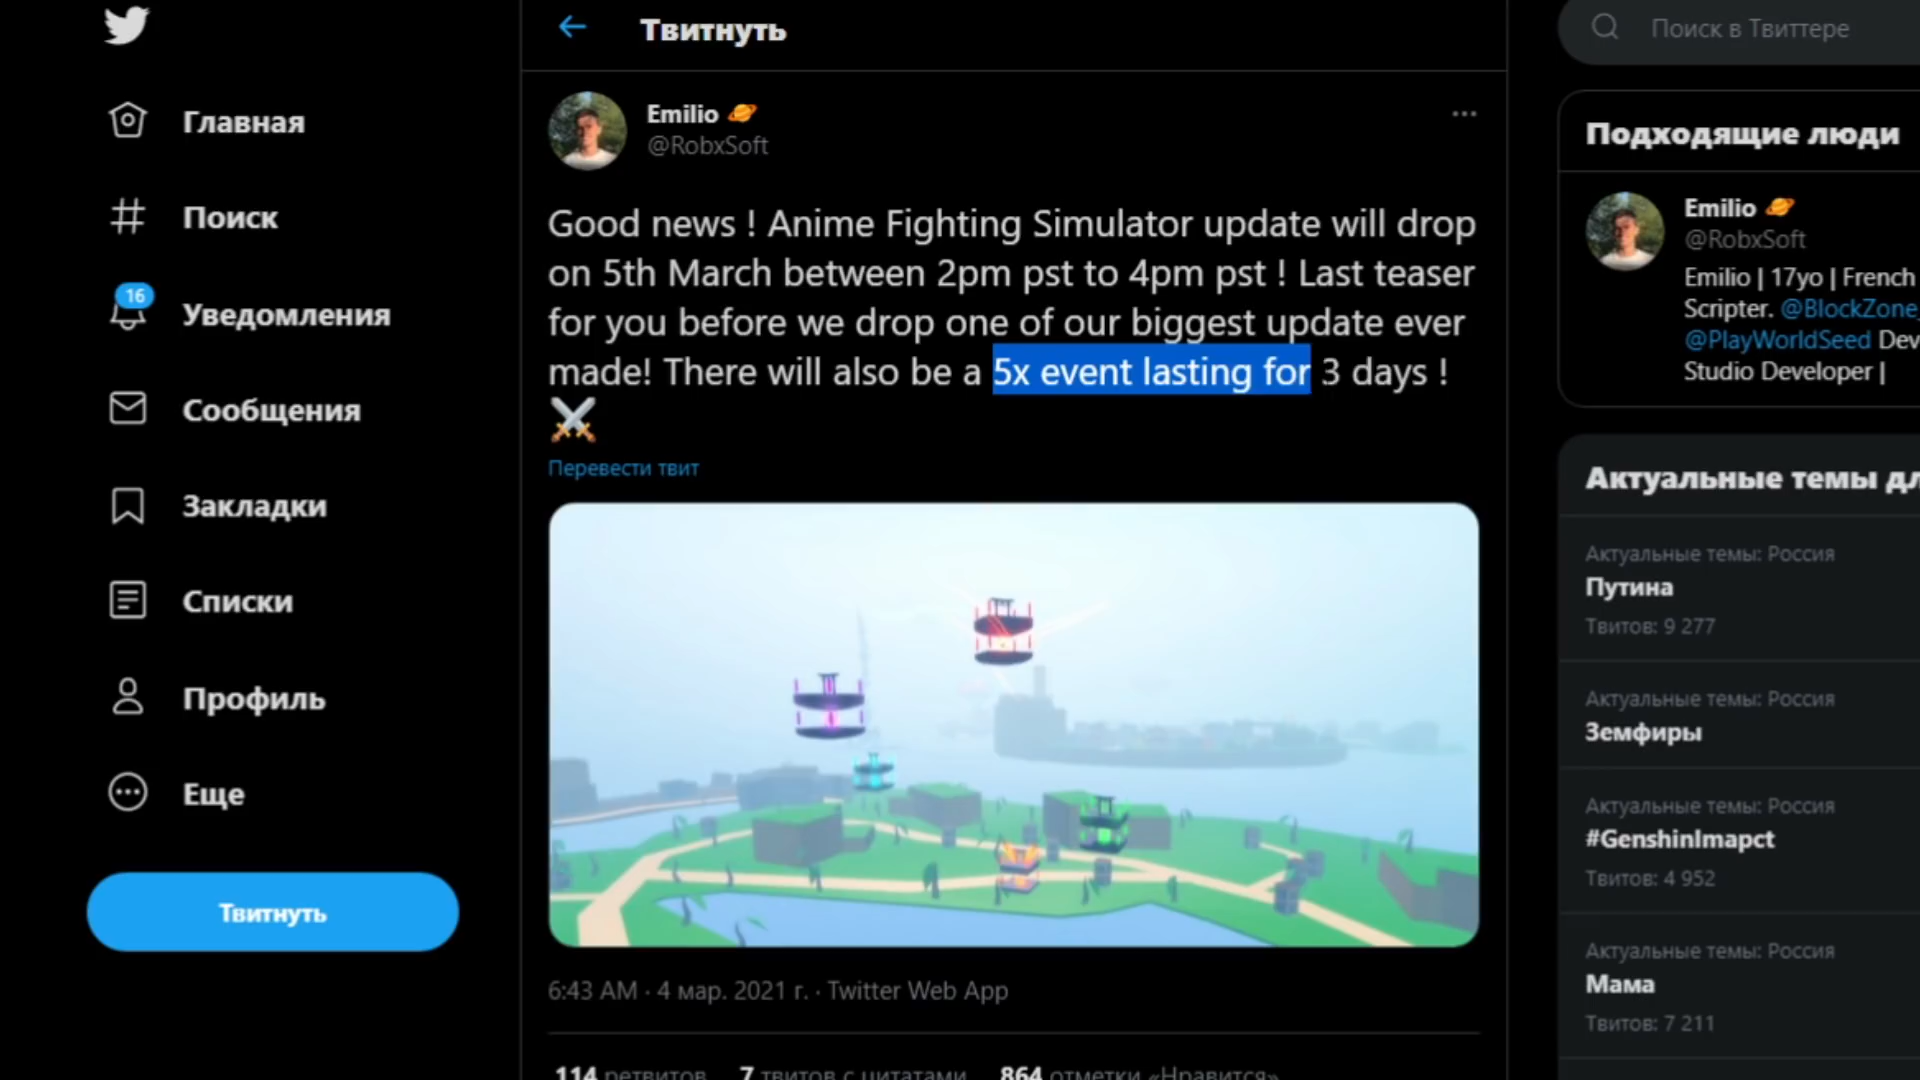 Твитнуть
Поиск в Твиттере
Главная
Поиск
16
Уведомления
Сообщения
Закладки
Списки
Профиль
Еще
Твитнуть
Emilio 🪐
@RobxSoft
Good news ! Anime Fighting Simulator update will drop
on 5th March between 2pm pst to 4pm pst ! Last teaser
for you before we drop one of our biggest update ever
made! There will also be a 5x event lasting for 3 days !
⚔️
Перевести твит
6:43 AM · 4 мар. 2021 г. · Twitter Web App
114 ретвитов 7 твитов с цитатами 864 отметки «Нравится»
Подходящие люди
Emilio 🪐
@RobxSoft
Emilio | 17yo | French
Scripter. @BlockZone_
@PlayWorldSeed Dev
Studio Developer |
Актуальные темы дл
Актуальные темы: Россия
Путина
Твитов: 9 277
Актуальные темы: Россия
Земфиры
Актуальные темы: Россия
#GenshinImapct
Твитов: 4 952
Актуальные темы: Россия
Мама
Твитов: 7 211